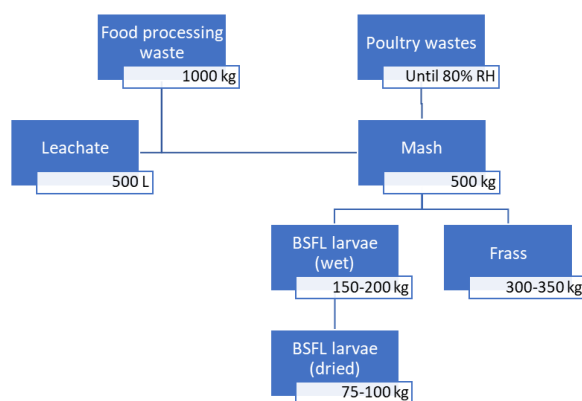 Food processing
waste
1000 kg
Poultry wastes
Until 80% RH
Leachate
500 L
Mash
500 kg
BSFL larvae
(wet)
150-200 kg
Frass
300-350 kg
BSFL larvae
(dried)
75-100 kg